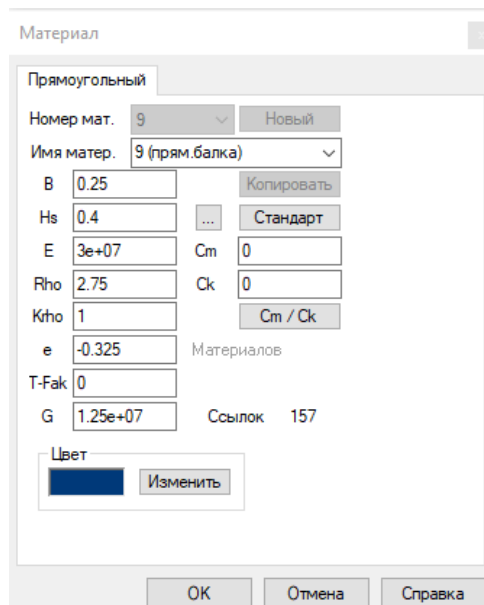 Материал
Прямоугольный
Номер мат. 9 Новый
Имя матер. 9 (прям.балка)
B 0.25 Копировать
Hs 0.4 ... Стандарт
E 3e+07 Cm 0
Rho 2.75 Ck 0
Krho 1 Cm / Ck
e -0.325 Материалов
T-Fak 0
G 1.25e+07 Ссылок 157
Цвет
Изменить
OK Отмена Справка